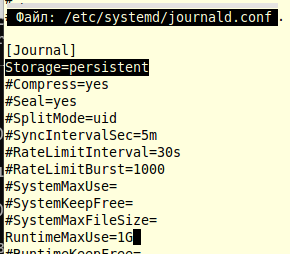 Файл: /etc/systemd/journald.conf
[Journal]
Storage=persistent
#Compress=yes
#Seal=yes
#SplitMode=uid
#SyncIntervalSec=5m
#RateLimitInterval=30s
#RateLimitBurst=1000
#SystemMaxUse=
#SystemKeepFree=
#SystemMaxFileSize=
RuntimeMaxUse=1G
#RuntimeKeepFree=